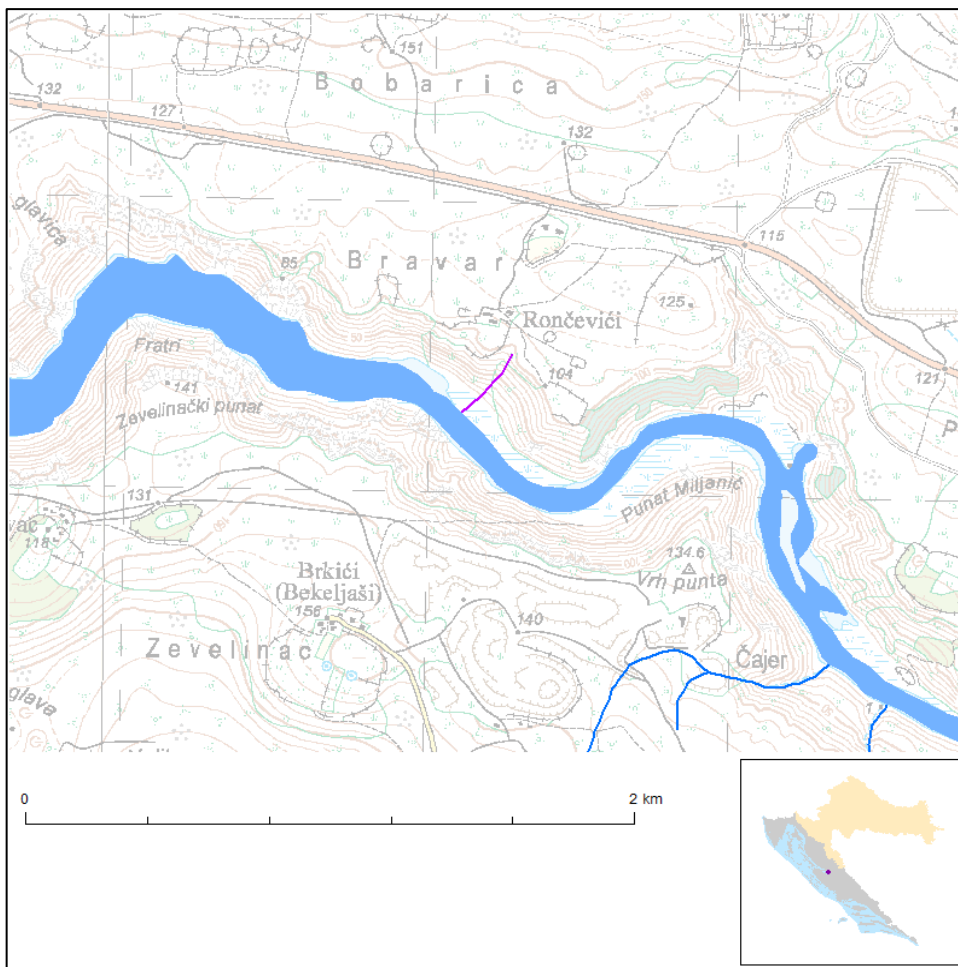 151
Bobarica
132
127
132
glavica
115
Bravar
85
125
Rončevići
Fratri
104
121
141
Zevelinački punat
Punat Miljanić
131
118
134.6
Vrh punta
Brkići
(Bekeljaši)
156
140
Zevelinac
Čajer
glava
1
0
2 km